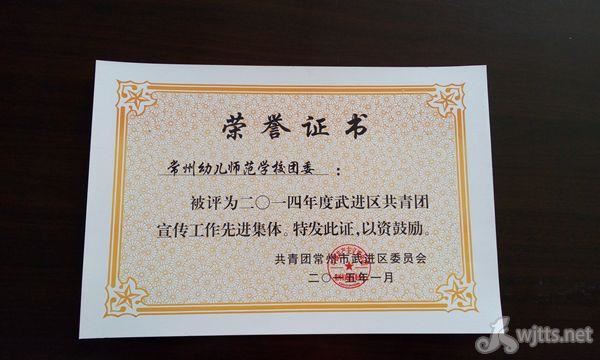 荣誉证书
常州幼儿师范学校团委：
被评为二〇一四年度武进区共青团
宣传工作先进集体。特发此证，以资鼓励。
共青团常州市武进区委员会
二〇一五年一月
wjtts.net